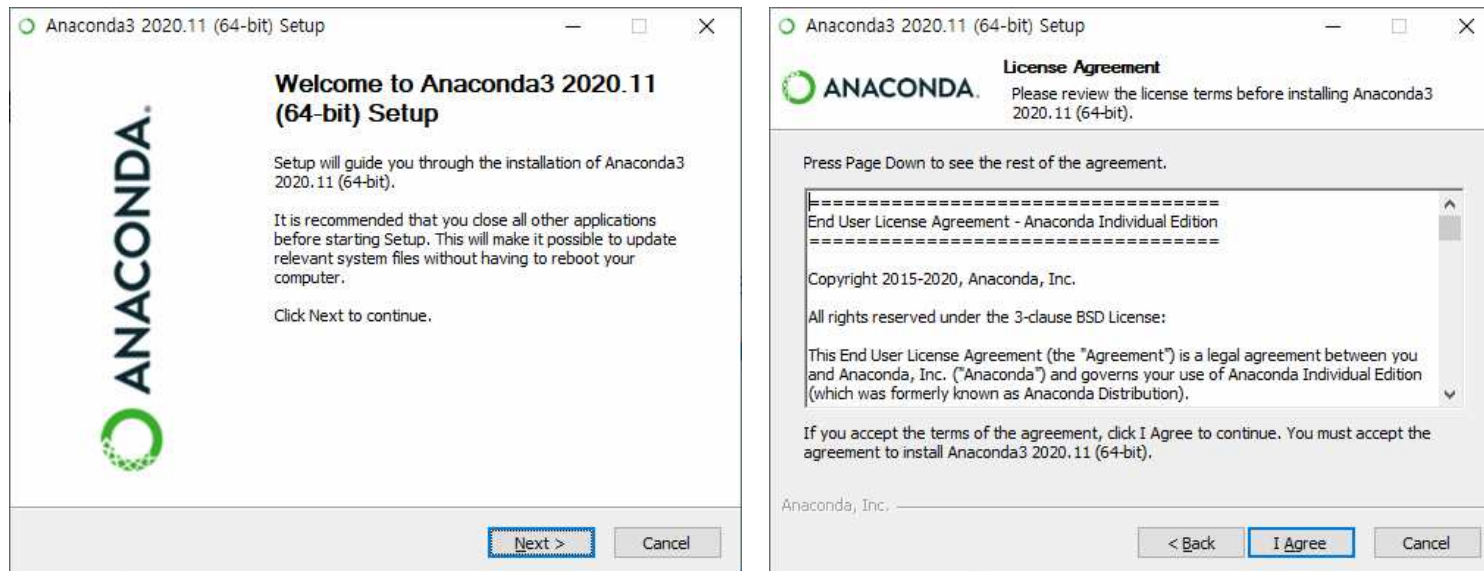 Anaconda3 2020.11 (64-bit) Setup
ANACONDA.
Welcome to Anaconda3 2020.11
(64-bit) Setup
Setup will guide you through the installation of Anaconda3
2020.11 (64-bit).
It is recommended that you close all other applications
before starting Setup. This will make it possible to update
relevant system files without having to reboot your
computer.
Click Next to continue.
Next >
Cancel
Anaconda3 2020.11 (64-bit) Setup
ANACONDA.
License Agreement
Please review the license terms before installing Anaconda3
2020.11 (64-bit).
Press Page Down to see the rest of the agreement.
===================================
End User License Agreement - Anaconda Individual Edition
===================================
Copyright 2015-2020, Anaconda, Inc.
All rights reserved under the 3-clause BSD License:
This End User License Agreement (the "Agreement") is a legal agreement between you
and Anaconda, Inc. ("Anaconda") and governs your use of Anaconda Individual Edition
(which was formerly known as Anaconda Distribution).
If you accept the terms of the agreement, click I Agree to continue. You must accept the
agreement to install Anaconda3 2020.11 (64-bit).
Anaconda, Inc.
< Back
I Agree
Cancel